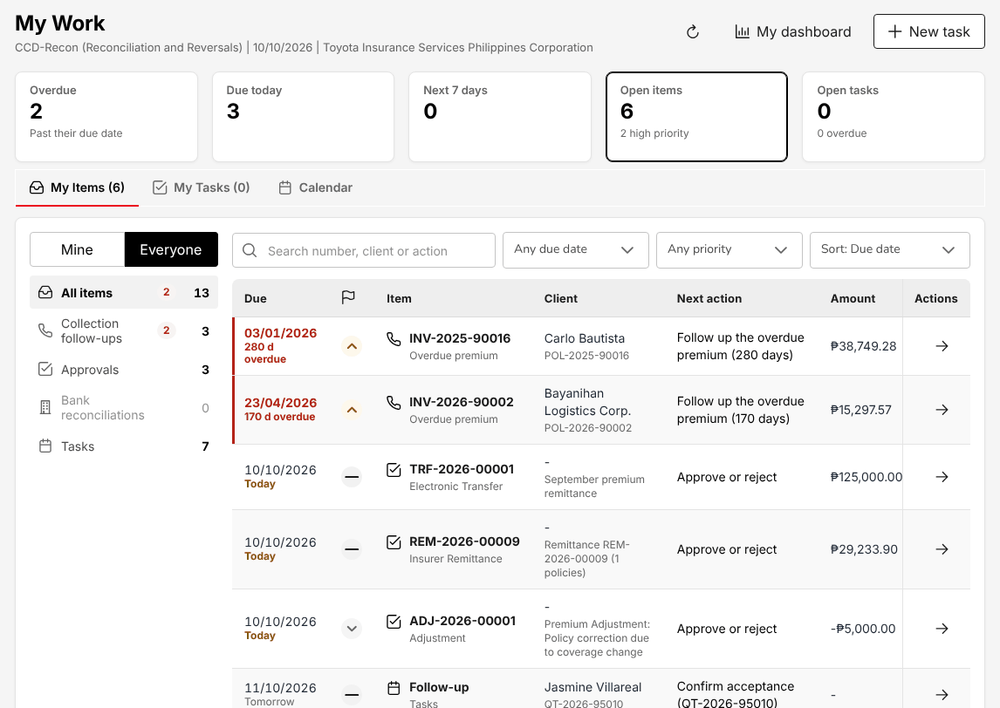 My Work
CCD-Recon (Reconciliation and Reversals) | 10/10/2026 | Toyota Insurance Services Philippines Corporation
My dashboard
New task
Overdue
2
Past their due date
Due today
3
Next 7 days
0
Open items
6
2 high priority
Open tasks
0
0 overdue
My Items (6)
My Tasks (0)
Calendar
Mine
Everyone
All items 2 13
Collection
follow-ups
2 3
Approvals 3
Bank
reconciliations
0
Tasks 7
Search number, client or action
Any due date
Any priority
Sort: Due date
Due Item Client Next action Amount Actions
03/01/2026
280 d
overdue
INV-2025-90016
Overdue premium
Carlo Bautista
POL-2025-90016
Follow up the overdue
premium (280 days)
₱38,749.28
23/04/2026
170 d overdue
INV-2026-90002
Overdue premium
Bayanihan
Logistics Corp.
POL-2026-90002
Follow up the overdue
premium (170 days)
₱15,297.57
10/10/2026
Today
TRF-2026-00001
Electronic Transfer
-
September premium
remittance
Approve or reject
₱125,000.00
10/10/2026
Today
REM-2026-00009
Insurer Remittance
-
Remittance REM-
2026-00009 (1
policies)
Approve or reject
₱29,233.90
10/10/2026
Today
ADJ-2026-00001
Adjustment
-
Premium Adjustment:
Policy correction due
to coverage change
Approve or reject
-₱5,000.00
11/10/2026
Tomorrow
Follow-up
Tasks
Jasmine Villareal
QT-2026-95010
Confirm acceptance
(QT-2026-95010)
-